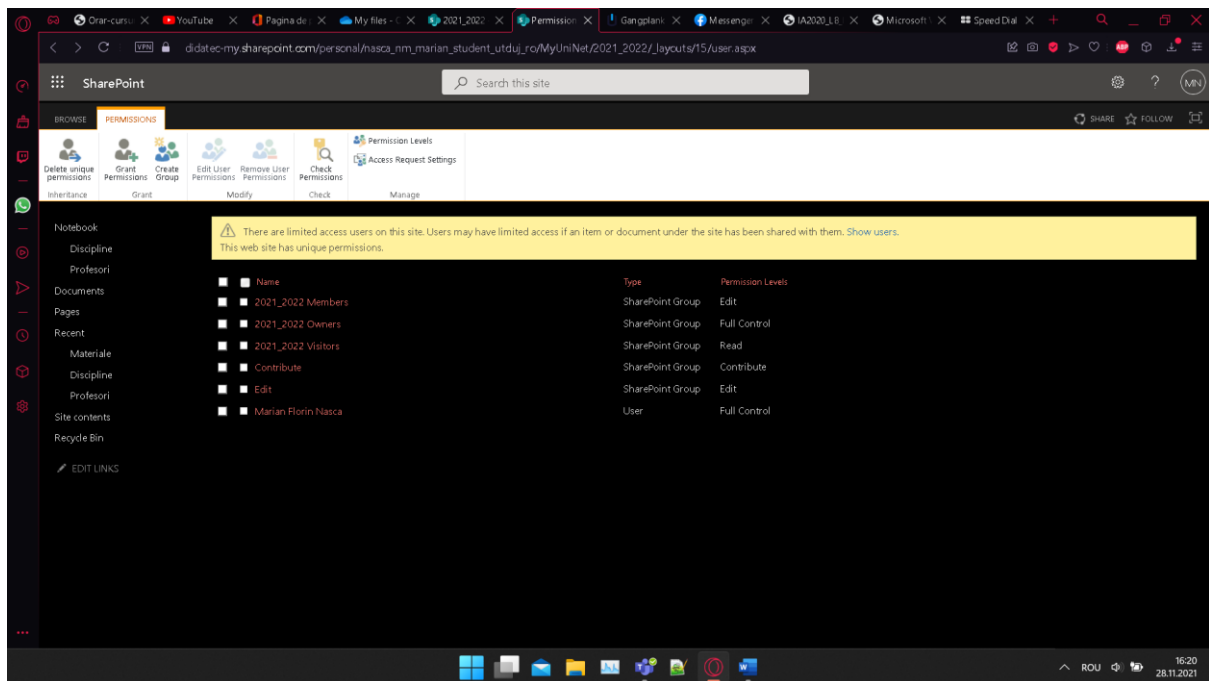 Orar-cursu YouTube Pagina de My files - C 2021_2022 Permission Gangplank Messenger IA2020_L8_ Microsoft Speed Dial
VPN didatec-my.sharepoint.com/personal/nasca_nm_marian_student_utcluj_ro/MyUniNet/2021_2022/_layouts/15/user.aspx ABP
SharePoint Search this site ? MN
BROWSE PERMISSIONS SHARE FOLLOW
Delete unique permissions
Grant Permissions
Create Group
Edit User Permissions
Remove User Permissions
Check Permissions
Permission Levels
Access Request Settings
Inheritance Grant Modify Check Manage
Notebook
Discipline
Profesori
Documents
Pages
Recent
Materiale
Discipline
Profesori
Site contents
Recycle Bin
EDIT LINKS
There are limited access users on this site. Users may have limited access if an item or document under the site has been shared with them. Show users.
This web site has unique permissions.
Name Type Permission Levels
2021_2022 Members SharePoint Group Edit
2021_2022 Owners SharePoint Group Full Control
2021_2022 Visitors SharePoint Group Read
Contribute SharePoint Group Contribute
Edit SharePoint Group Edit
Marian Florin Nasca User Full Control
ROU 16:20
28.11.2021